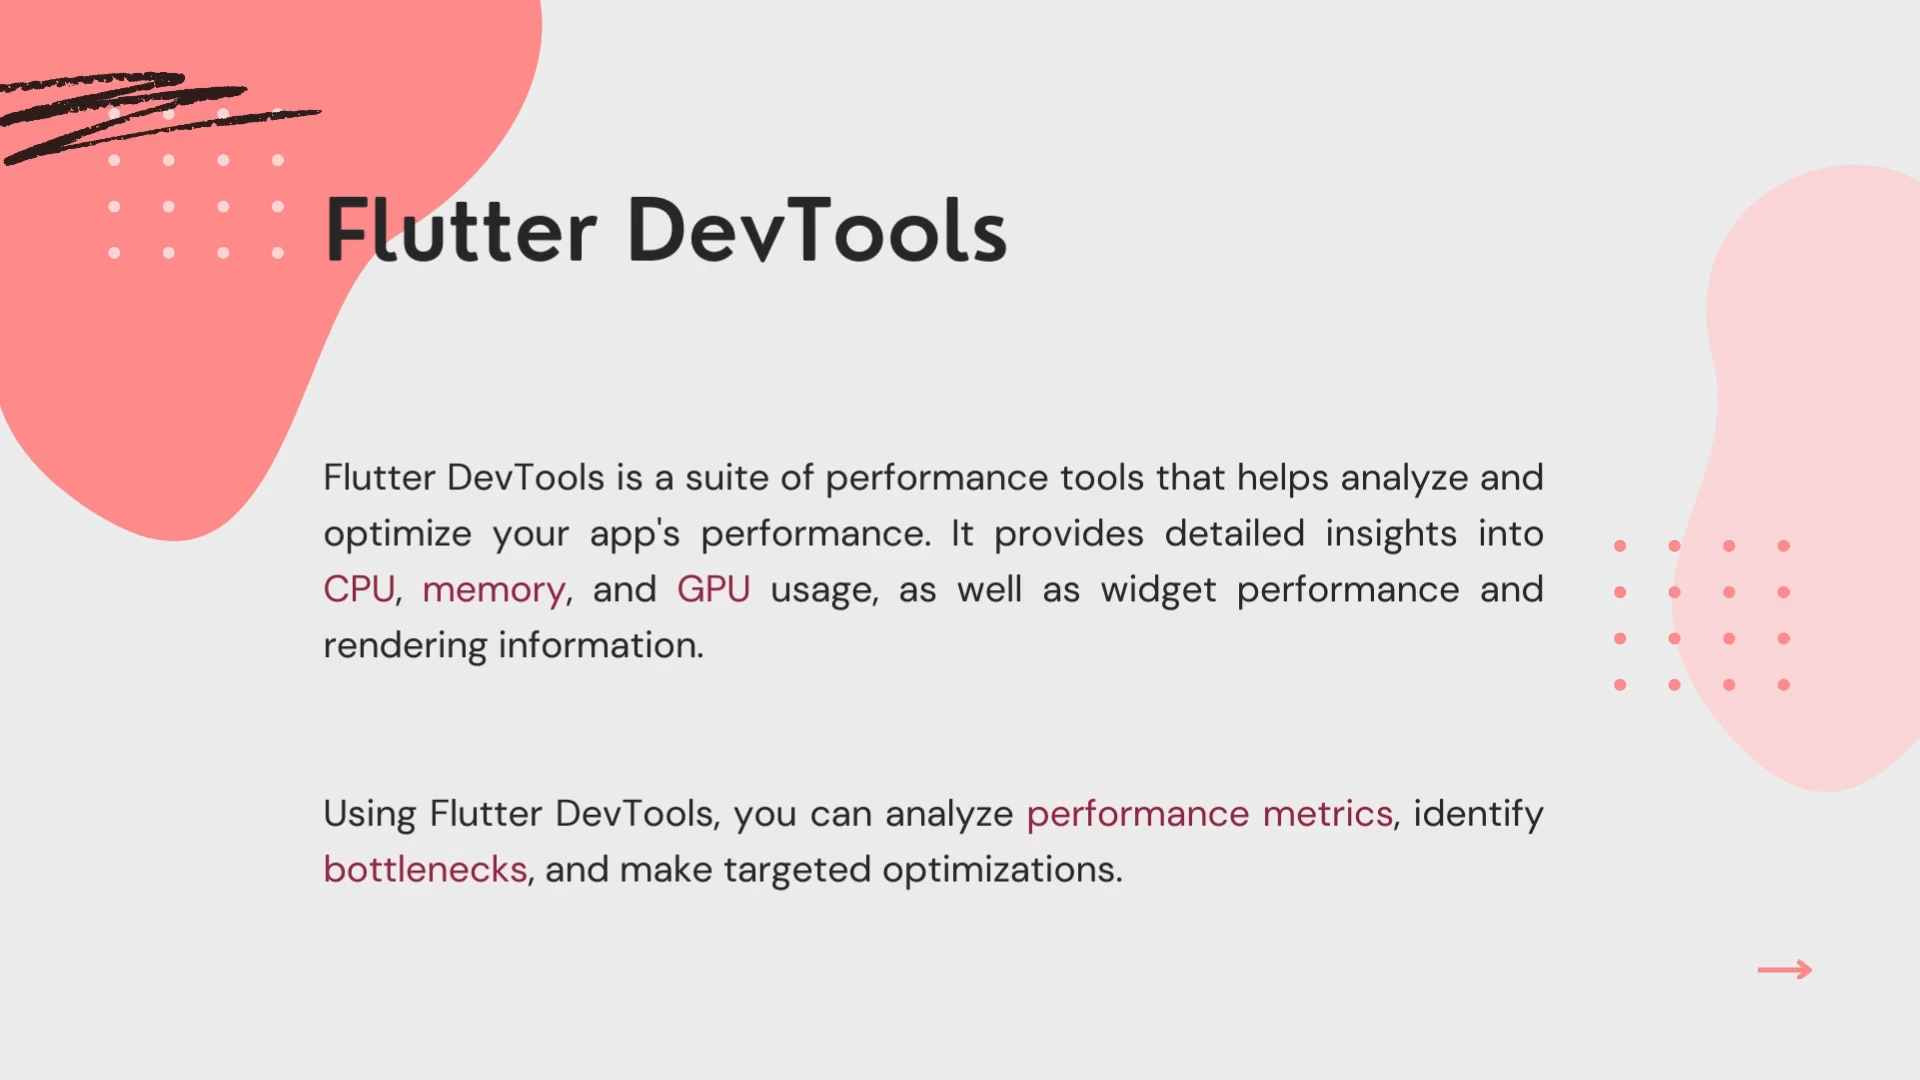 Flutter DevTools
Flutter DevTools is a suite of performance tools that helps analyze and
optimize your app's performance. It provides detailed insights into
CPU, memory, and GPU usage, as well as widget performance and
rendering information.
Using Flutter DevTools, you can analyze performance metrics, identify
bottlenecks, and make targeted optimizations.